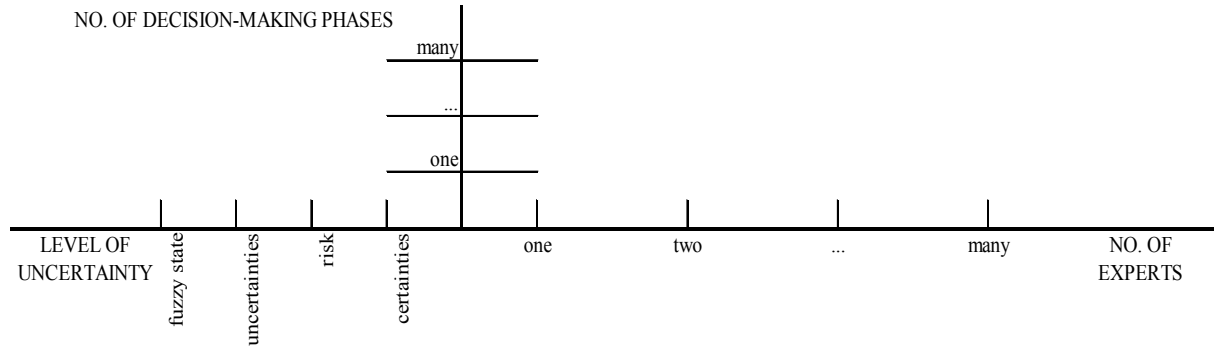 NO. OF DECISION-MAKING PHASES
many
...
one
LEVEL OF
UNCERTAINTY
fuzzy state
uncertainties
risk
certainties
one
two
...
many
NO. OF
EXPERTS